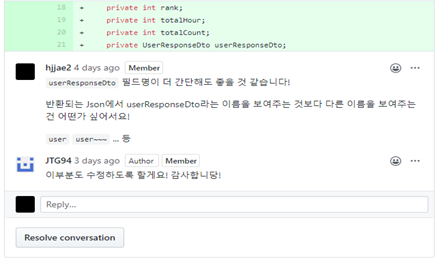 18 + private int rank;
19 + private int totalHour;
20 + private int totalCount;
21 + private UserResponseDto userResponseDto;
hjjae2 4 days ago Member
userResponseDto 필드명이 더 간단해도 좋을 것 같습니다!
반환되는 Json에서 userResponseDto라는 이름을 보여주는 것보다 다른 이름을 보여주는
건 어떤가 싶어서요!
user user~~~ ... 등
JTG94 3 days ago Author Member
이부분도 수정하도록 할게요! 감사합니당!
Reply...
Resolve conversation